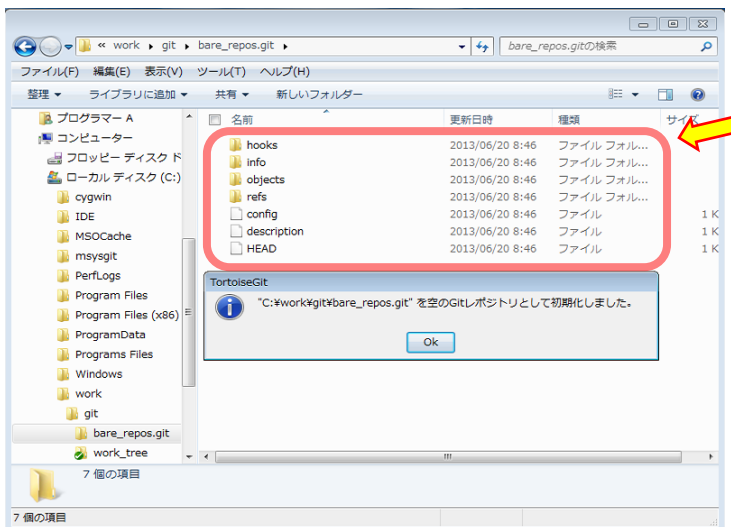 « work ▸ git ▸ bare_repos.git ▸
bare_repos.gitの検索
ファイル(F) 編集(E) 表示(V) ツール(T) ヘルプ(H)
整理 ▼ ライブラリに追加 ▼ 共有 ▼ 新しいフォルダー
プログラマー A
コンピューター
フロッピー ディスク ド
ローカル ディスク (C:)
cygwin
IDE
MSOCache
msysgit
PerfLogs
Program Files
Program Files (x86)
ProgramData
Programs Files
Windows
work
git
bare_repos.git
work_tree
名前 更新日時 種類 サイズ
hooks 2013/06/20 8:46 ファイル フォル...
info 2013/06/20 8:46 ファイル フォル...
objects 2013/06/20 8:46 ファイル フォル...
refs 2013/06/20 8:46 ファイル フォル...
config 2013/06/20 8:46 ファイル 1 K
description 2013/06/20 8:46 ファイル 1 K
HEAD 2013/06/20 8:46 ファイル 1 K
TortoiseGit
"C:¥work¥git¥bare_repos.git" を空のGitレポジトリとして初期化しました。
Ok
7 個の項目
7 個の項目